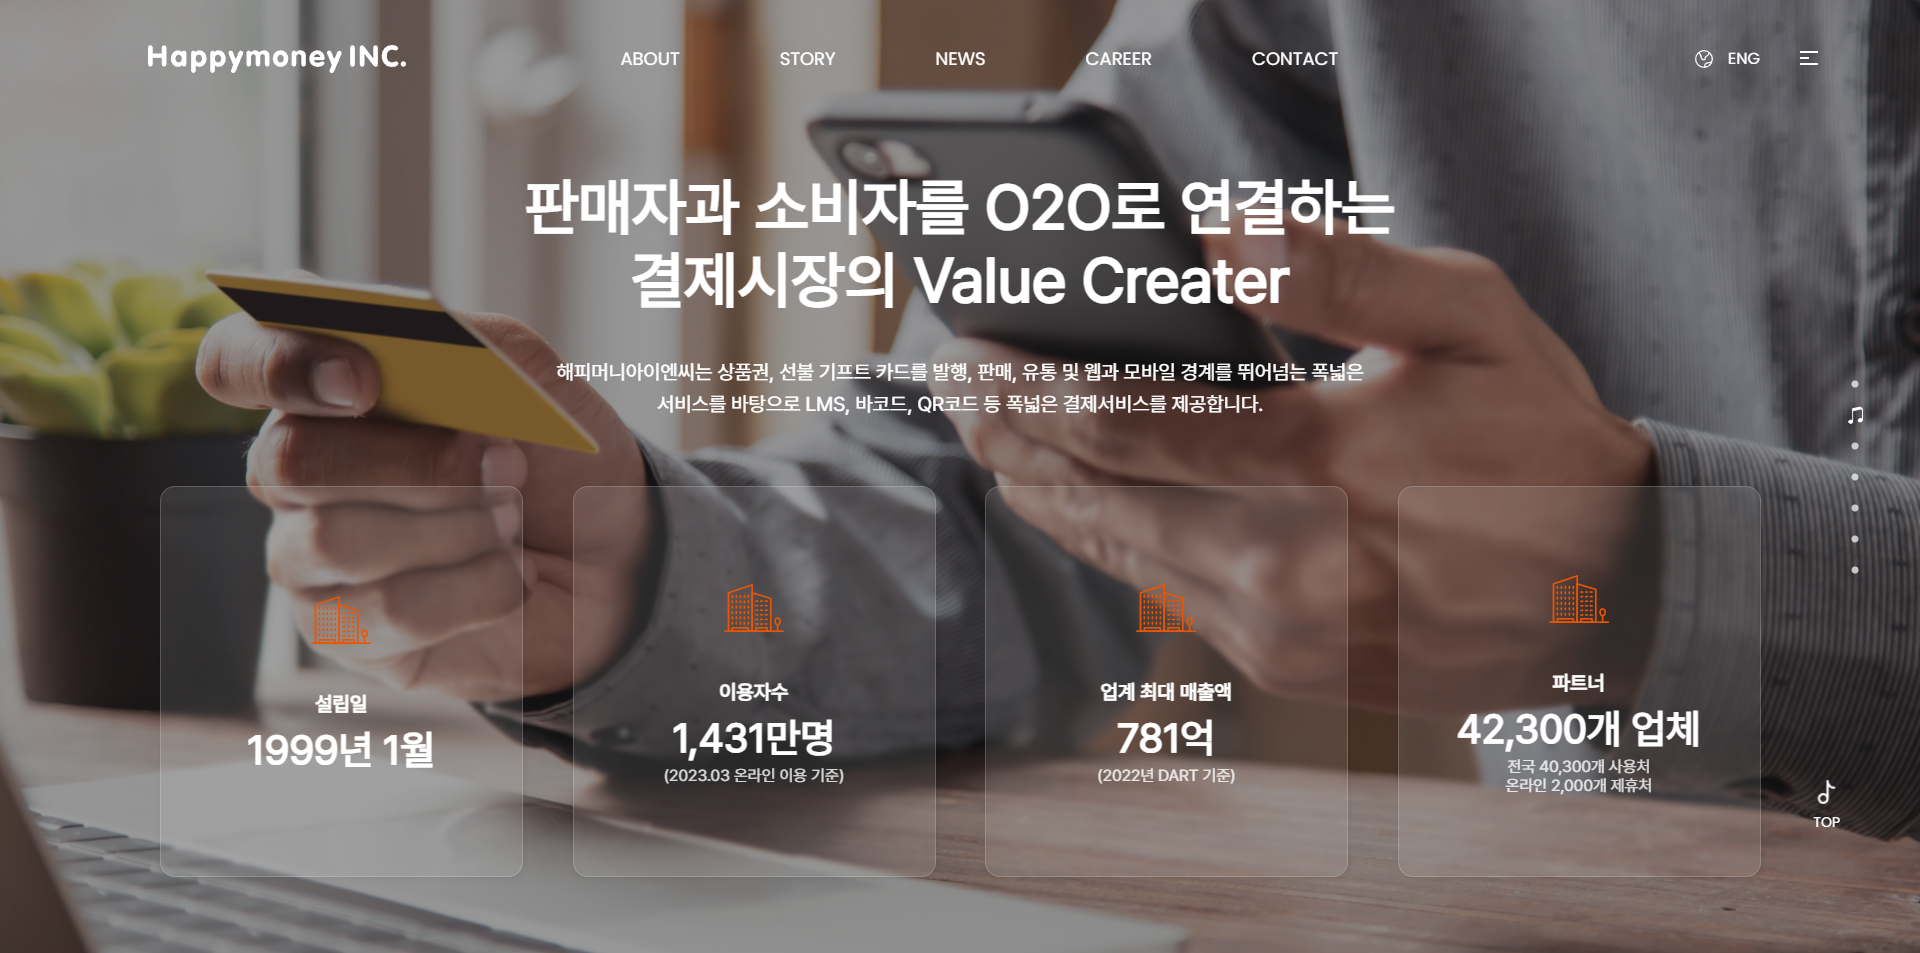 Happymoney INC.
ABOUT
STORY
NEWS
CAREER
CONTACT
ENG
판매자과 소비자를 O2O로 연결하는
결제시장의 Value Creater
해피머니아이엔씨는 상품권, 선불 기프트 카드를 발행, 판매, 유통 및 웹과 모바일 경계를 뛰어넘는 폭넓은
서비스를 바탕으로 LMS, 바코드, QR코드 등 폭넓은 결제서비스를 제공합니다.
설립일
1999년 1월
이용자수
1,431만명
(2023.03 온라인 이용 기준)
업계 최대 매출액
781억
(2022년 DART 기준)
파트너
42,300개 업체
전국 40,300개 사용처
온라인 2,000개 제휴처
TOP